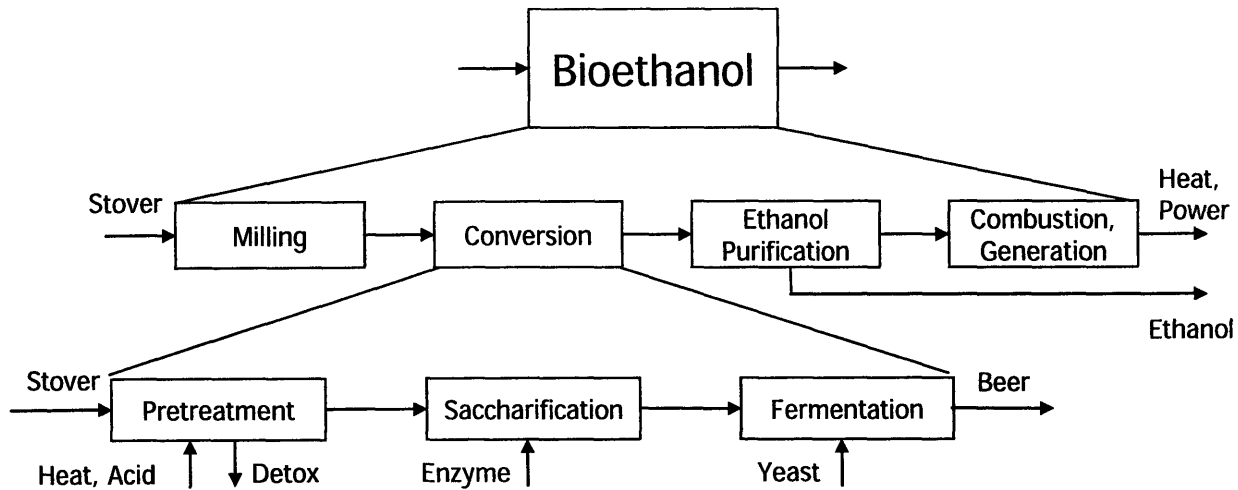 Bioethanol
Stover
Milling
Conversion
Ethanol
Purification
Combustion,
Generation
Heat,
Power
Ethanol
Stover
Pretreatment
Saccharification
Fermentation
Beer
Heat, Acid
Detox
Enzyme
Yeast